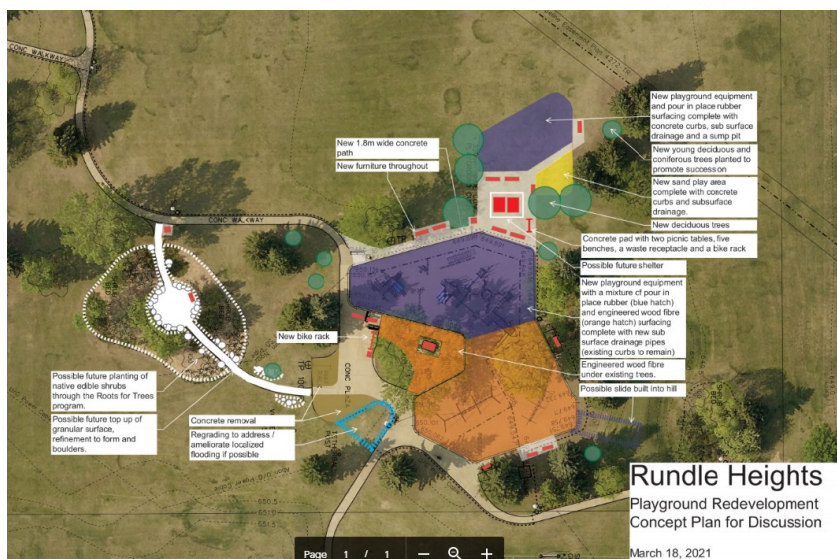 CONC WALKWAY
New playground equipment
and pour in place rubber
surfacing complete with
concrete curbs, sub surface
drainage and a sump pit
New 1.8m wide concrete
path
New furniture throughout
New young deciduous and
coniferous trees planted to
promote succession
New sand play area
complete with concrete
curbs and subsurface
drainage.
New deciduous trees
CONC WALKWAY
Concrete pad with two picnic tables, five
benches, a waste receptacle and a bike rack
Possible future shelter
New playground equipment
with a mixture of pour in
place rubber (blue hatch)
and engineered wood fibre
(orange hatch) surfacing
complete with new sub
surface drainage pipes
(existing curbs to remain)
New bike rack
Engineered wood fibre
under existing trees.
Possible slide built into hill
Possible future planting of
native edible shrubs
through the Roots for Trees
program.
Possible future top up of
granular surface,
refinement to form and
boulders.
Concrete removal
Regrading to address /
ameliorate localized
flooding if possible
Rundle Heights
Playground Redevelopment
Concept Plan for Discussion
March 18, 2021
Page 1 / 1